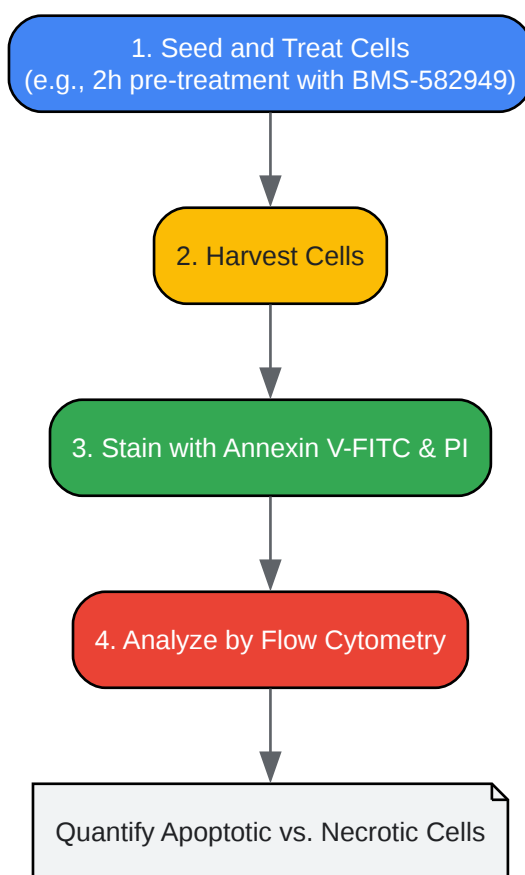 1. Seed and Treat Cells
(e.g., 2h pre-treatment with BMS-582949)
2. Harvest Cells
3. Stain with Annexin V-FITC & PI
4. Analyze by Flow Cytometry
Quantify Apoptotic vs. Necrotic Cells